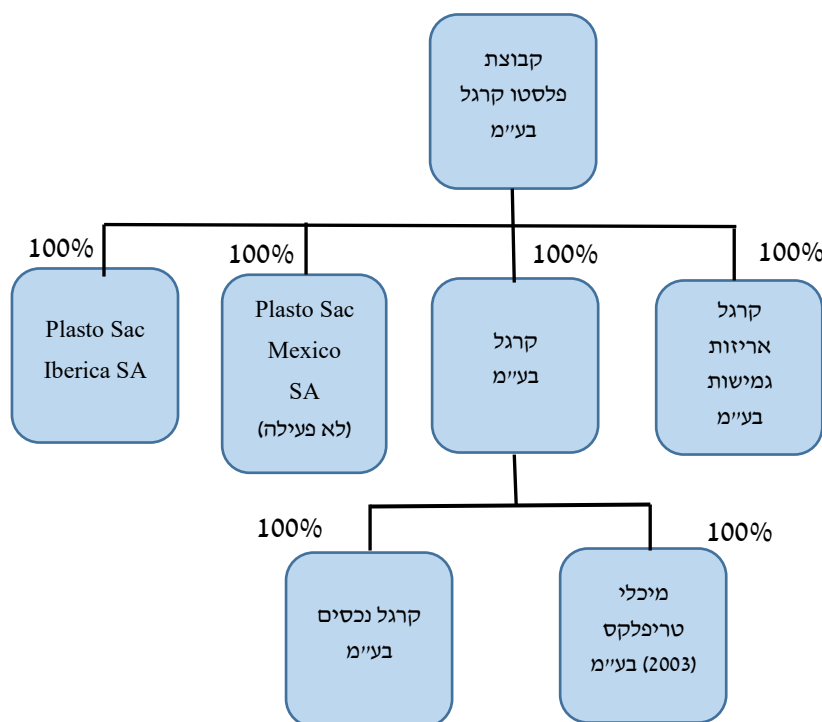 קבוצת
פלסטו קרגל
בע״מ
100%
100%
100%
100%
קרגל
אריזות
גמישות
בע״מ
קרגל
בע״מ
Plasto Sac
Mexico
SA
(לא פעילה)
Plasto Sac
Iberica SA
100%
100%
מיכלי
טריפלקס
(2003) בע״מ
קרגל נכסים
בע״מ